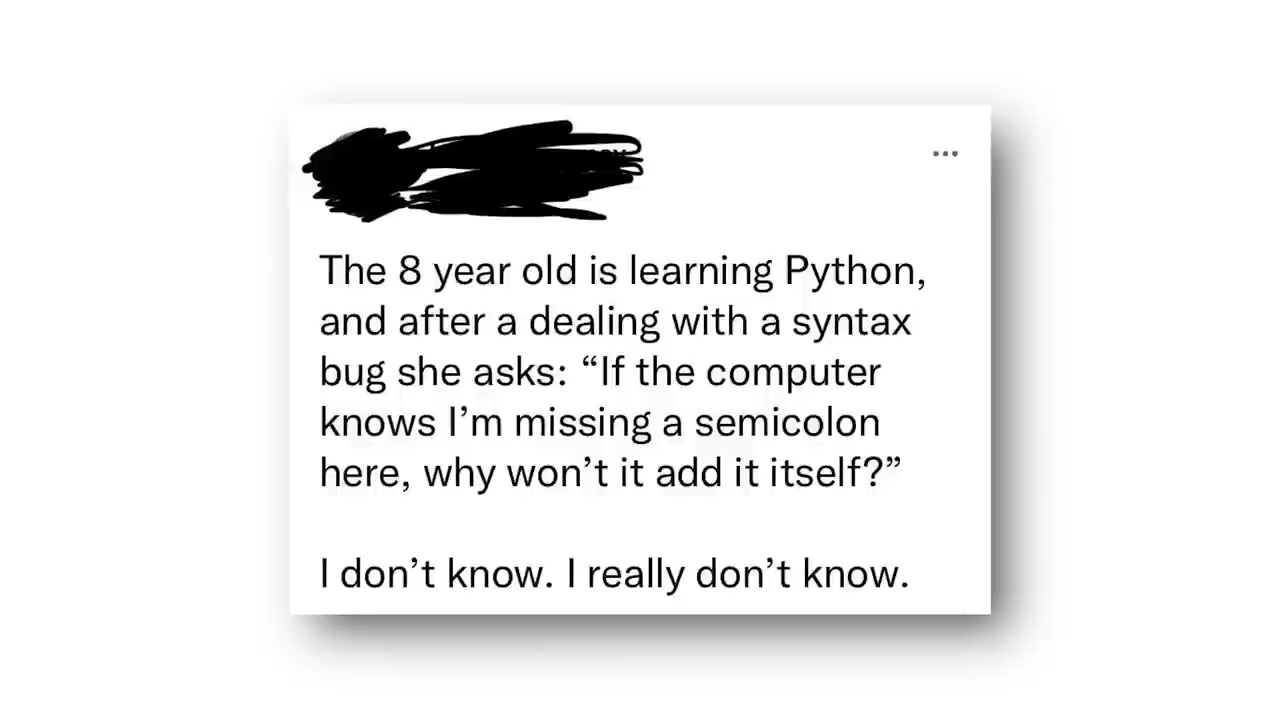 The 8 year old is learning Python,
and after a dealing with a syntax
bug she asks: “If the computer
knows I’m missing a semicolon
here, why won’t it add it itself?”
I don’t know. I really don’t know.